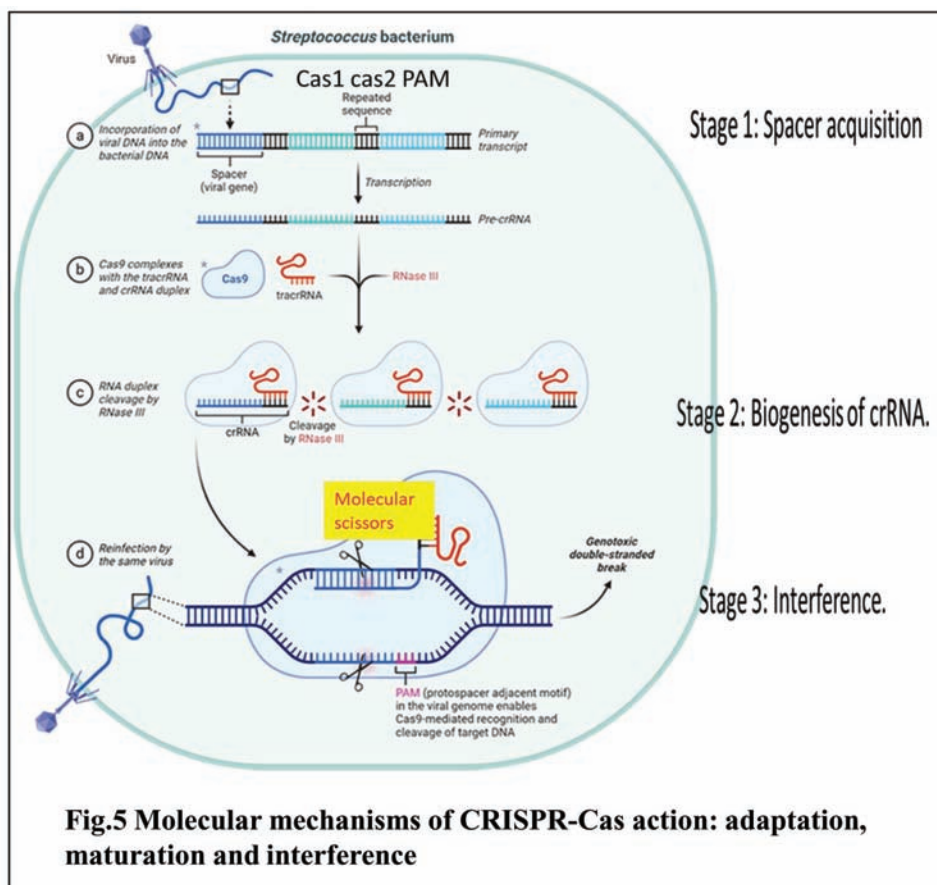 Streptococcus bacterium
Virus
Cas1 cas2 PAM
Repeated
sequence
Stage 1: Spacer acquisition
a
Incorporation of
viral DNA into the
bacterial DNA
*
Primary
transcript
Spacer
(viral gene)
Transcription
Pre-crRNA
b
Cas9 complexes
with the tracrRNA
and crRNA duplex
*
Cas9
tracrRNA
RNase III
c
RNA duplex
cleavage by
RNase III
crRNA
Cleavage
by RNase III
Stage 2: Biogenesis of crRNA.
Molecular
scissors
d
Reinfection by
the same virus
*
Genotoxic
double-stranded
break
Stage 3: Interference.
PAM (protospacer adjacent motif)
in the viral genome enables
Cas9-mediated recognition and
cleavage of target DNA
Fig.5 Molecular mechanisms of CRISPR-Cas action: adaptation,
maturation and interference